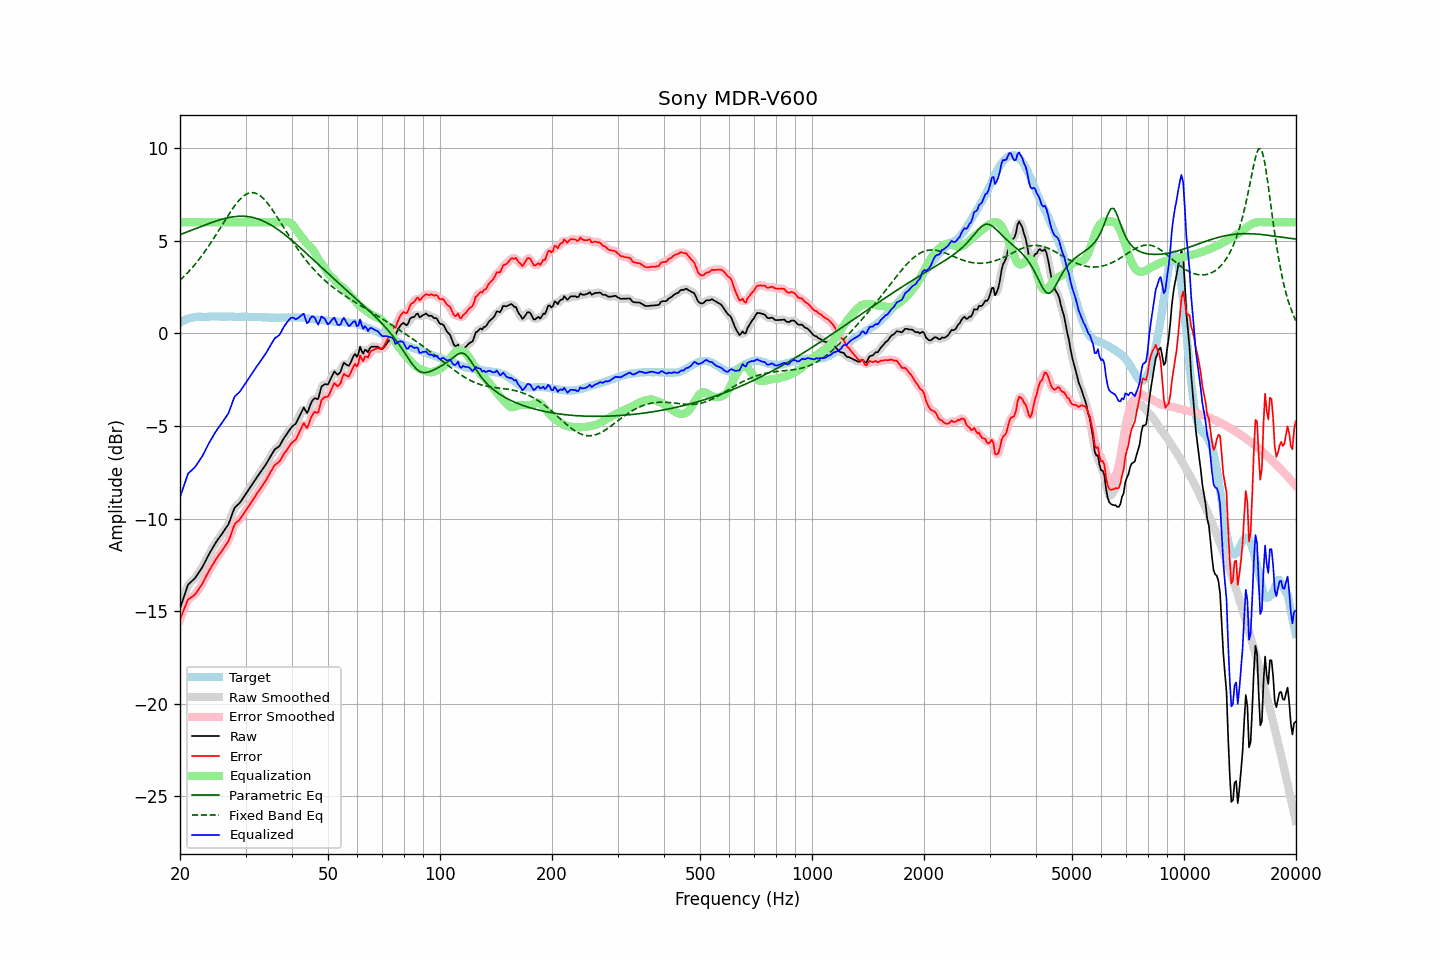 Sony MDR-V600
Amplitude (dBr)
10
5
0
−5
−10
−15
−20
−25
Target
Raw Smoothed
Error Smoothed
Raw
Error
Equalization
Parametric Eq
Fixed Band Eq
Equalized
20 50 100 200 500 1000 2000 5000 10000 20000
Frequency (Hz)